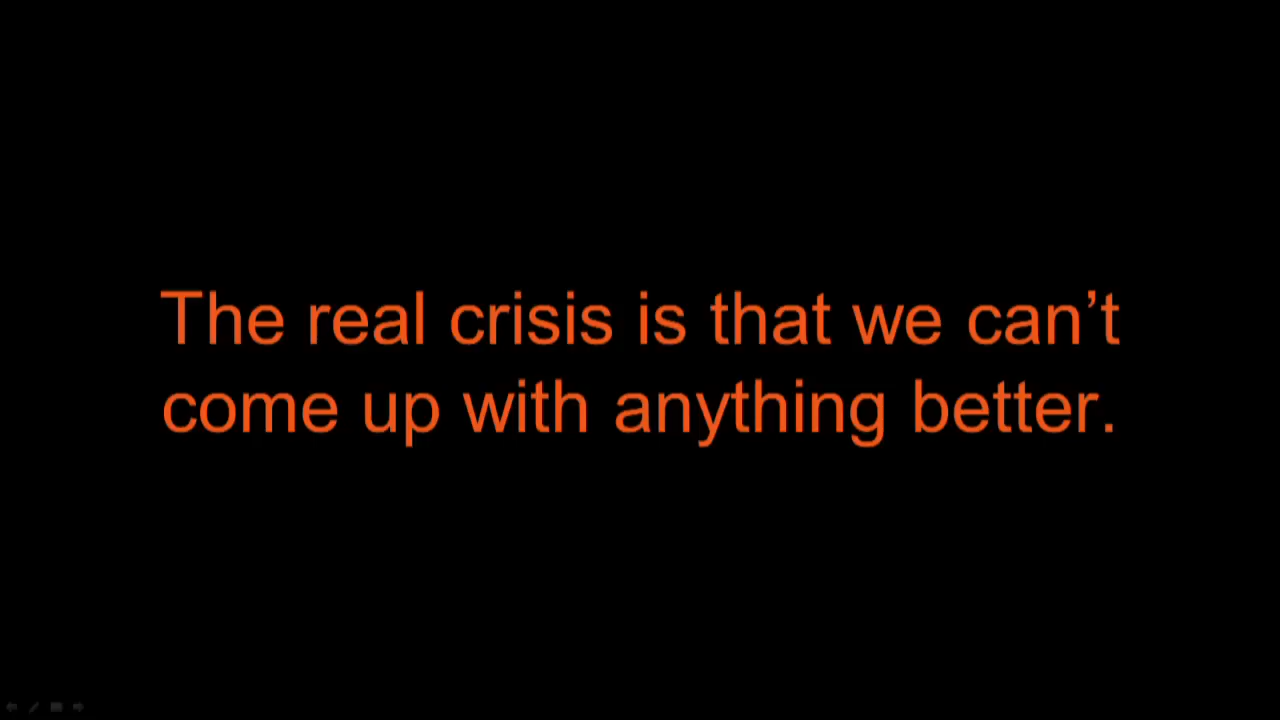 The real crisis is that we can’t
come up with anything better.